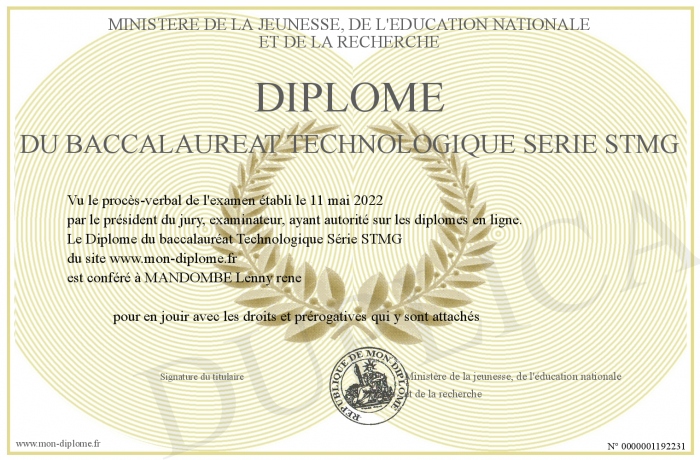 MINISTERE DE LA JEUNESSE, DE L'EDUCATION NATIONALE
ET DE LA RECHERCHE
DIPLOME
DU BACCALAUREAT TECHNOLOGIQUE SERIE STMG
Vu le procès-verbal de l'examen établi le 11 mai 2022
par le président du jury, examinateur, ayant autorité sur les diplomes en ligne.
Le Diplome du baccalauréat Technologique Série STMG
du site www.mon-diplome.fr
est conféré à MANDOMBE Lenny rene
pour en jouir avec les droits et prérogatives qui y sont attachés
DUPLICATA
Signature du titulaire
REPUBLIQUE DE MON-DIPLOME
Ministère de la jeunesse, de l'éducation nationale
et de la recherche
www.mon-diplome.fr
N° 0000001192231